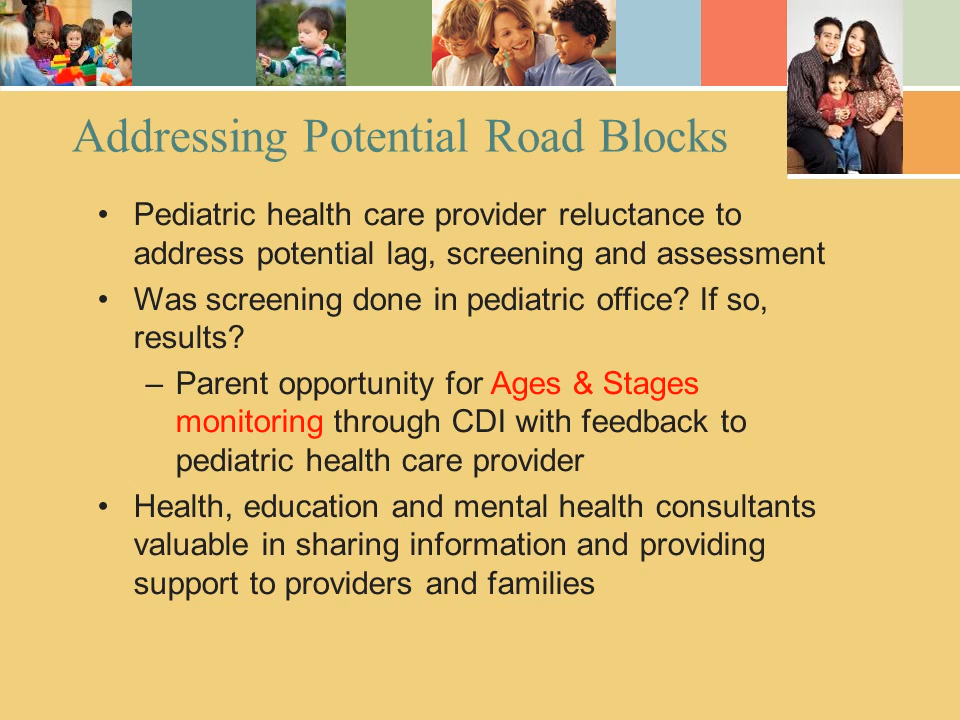 Addressing Potential Road Blocks
• Pediatric health care provider reluctance to
address potential lag, screening and assessment
• Was screening done in pediatric office? If so,
results?
– Parent opportunity for Ages & Stages
monitoring through CDI with feedback to
pediatric health care provider
• Health, education and mental health consultants
valuable in sharing information and providing
support to providers and families